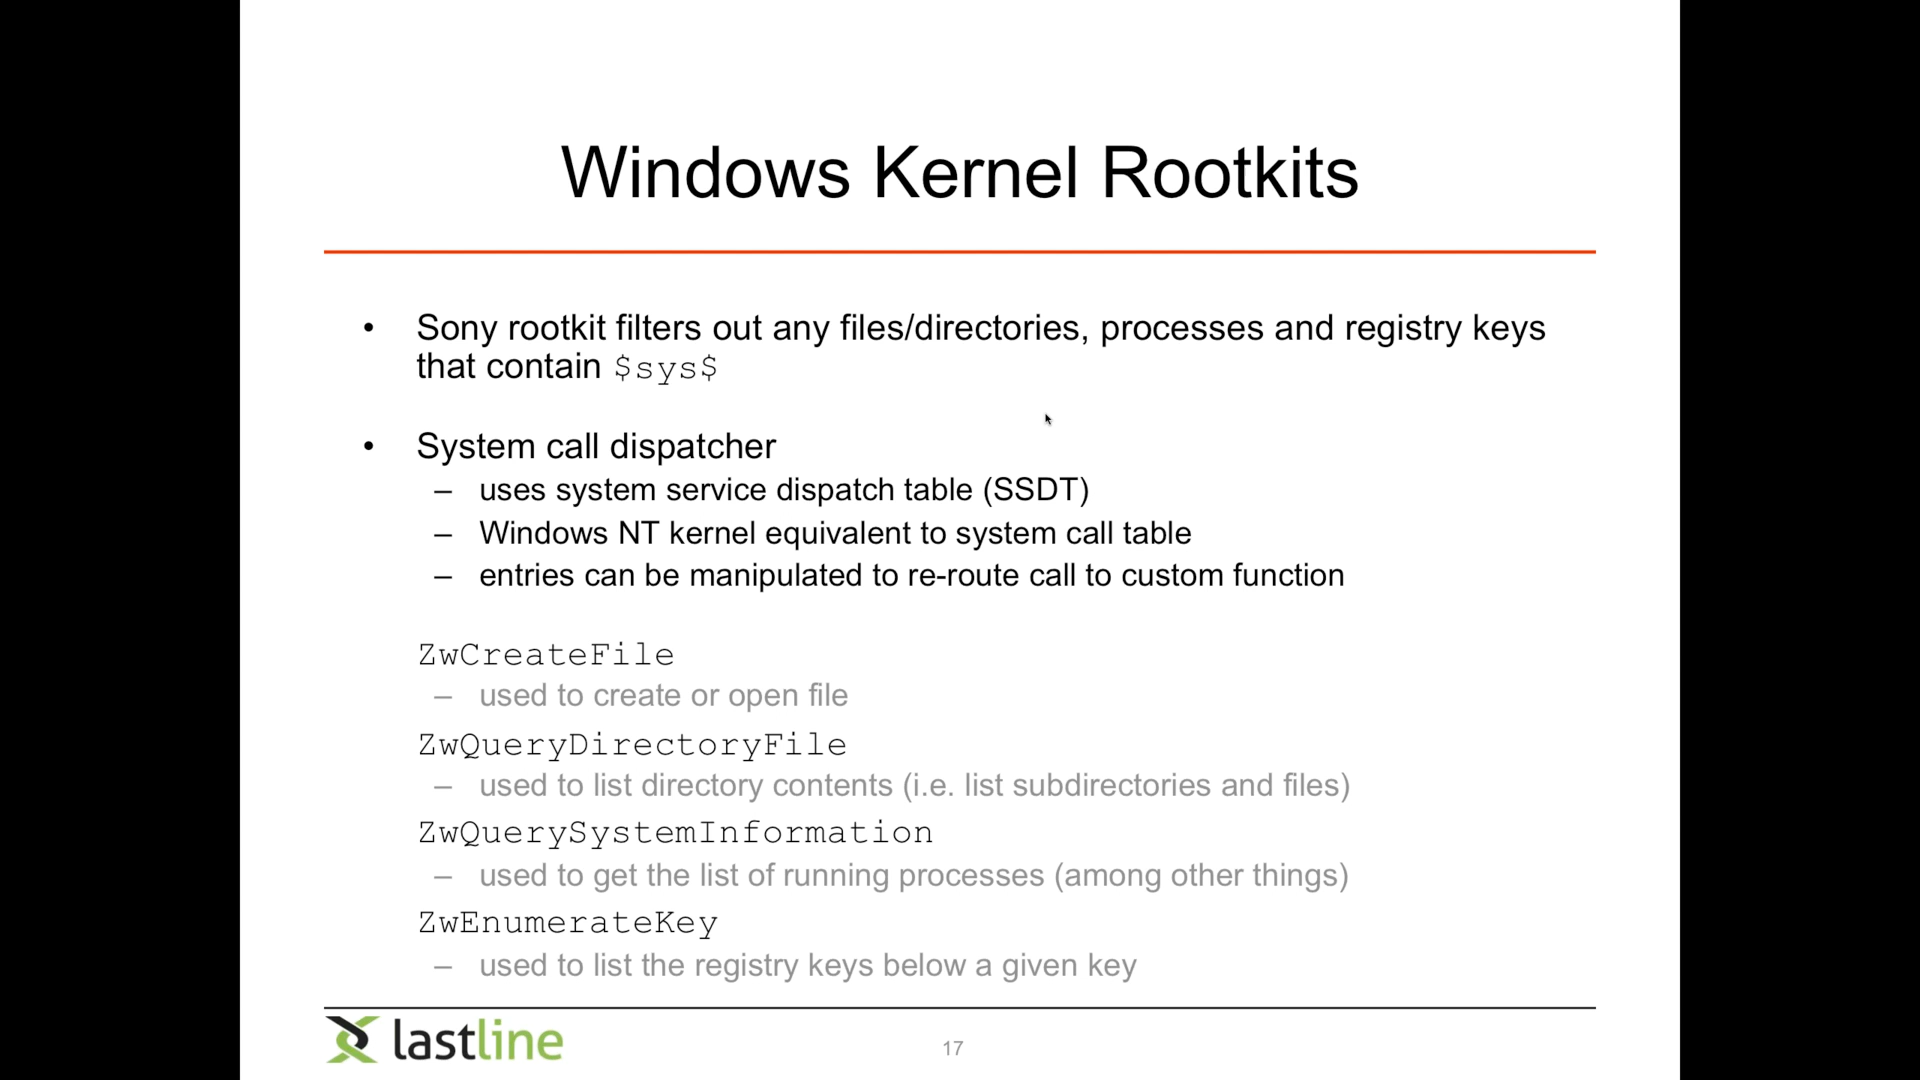 Windows Kernel Rootkits
• Sony rootkit filters out any files/directories, processes and registry keys
that contain $sys$
• System call dispatcher
– uses system service dispatch table (SSDT)
– Windows NT kernel equivalent to system call table
– entries can be manipulated to re-route call to custom function
ZwCreateFile
– used to create or open file
ZwQueryDirectoryFile
– used to list directory contents (i.e. list subdirectories and files)
ZwQuerySystemInformation
– used to get the list of running processes (among other things)
ZwEnumerateKey
– used to list the registry keys below a given key
lastline
17